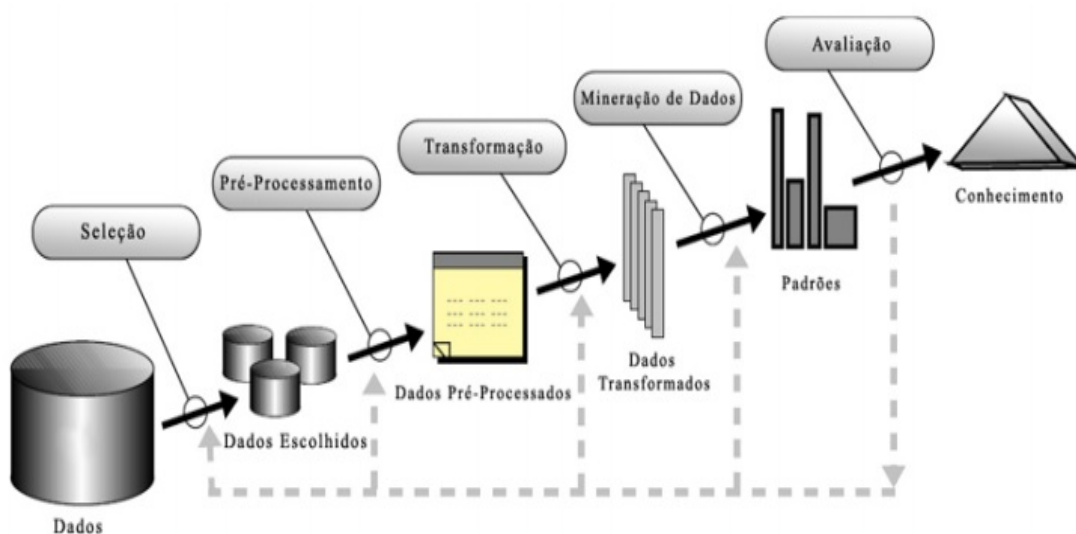 Seleção
Pré-Processamento
Transformação
Mineração de Dados
Avaliação
Dados
Dados Escolhidos
Dados Pré-Processados
Dados
Transformados
Padrões
Conhecimento